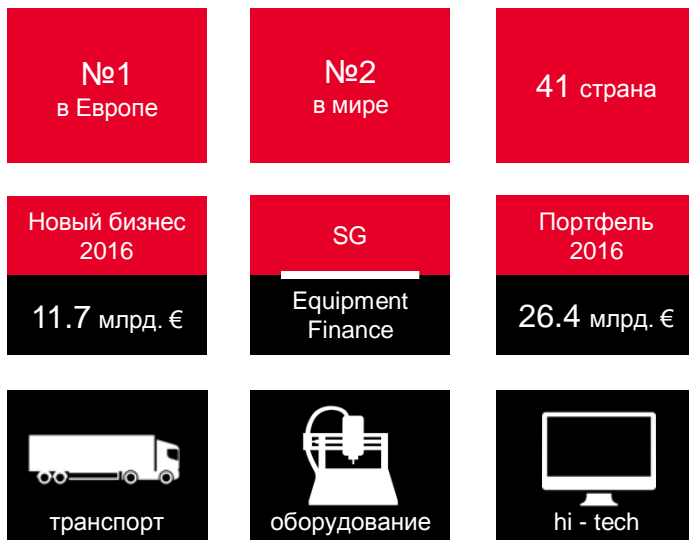 №1
в Европе
№2
в мире
41 страна
Новый бизнес
2016
11.7 млрд. €
SG
Equipment
Finance
Портфель
2016
26.4 млрд. €
транспорт
оборудование
hi - tech